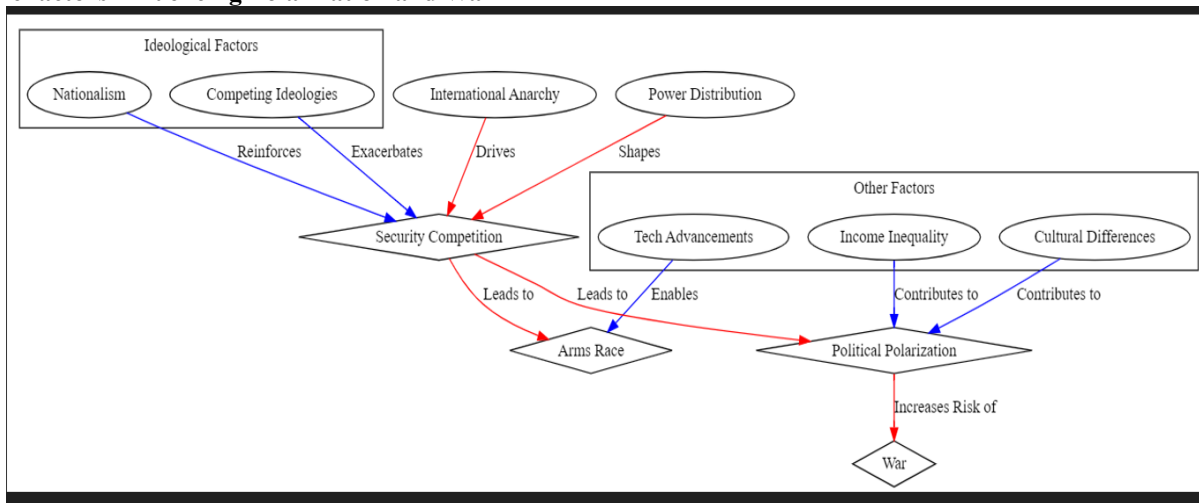 Ideological Factors
Nationalism
Competing Ideologies
International Anarchy
Power Distribution
Reinforces
Exacerbates
Drives
Shapes
Other Factors
Security Competition
Tech Advancements
Income Inequality
Cultural Differences
Leads to
Leads to
Enables
Contributes to
Contributes to
Arms Race
Political Polarization
Increases Risk of
War